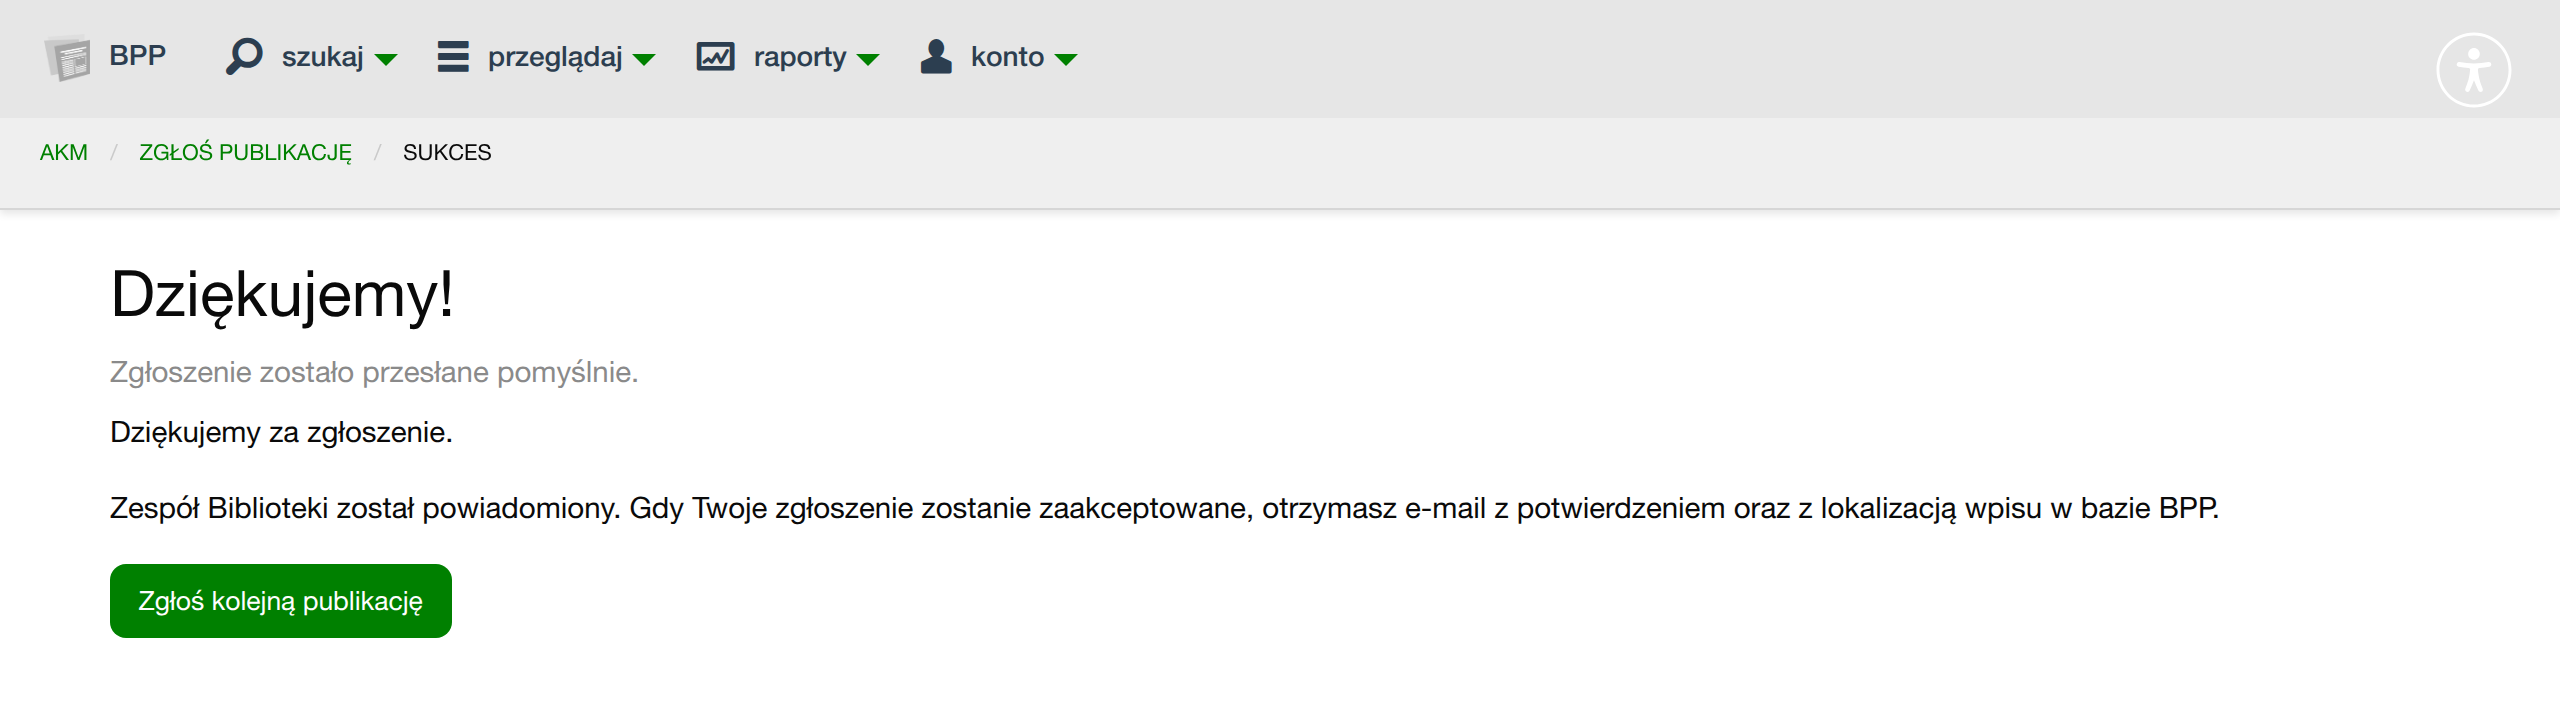 BPP szukaj przeglądaj raporty konto
AKM / ZGŁOŚ PUBLIKACJĘ / SUKCES
Dziękujemy!
Zgłoszenie zostało przesłane pomyślnie.
Dziękujemy za zgłoszenie.
Zespół Biblioteki został powiadomiony. Gdy Twoje zgłoszenie zostanie zaakceptowane, otrzymasz e-mail z potwierdzeniem oraz z lokalizacją wpisu w bazie BPP.
Zgłoś kolejną publikację